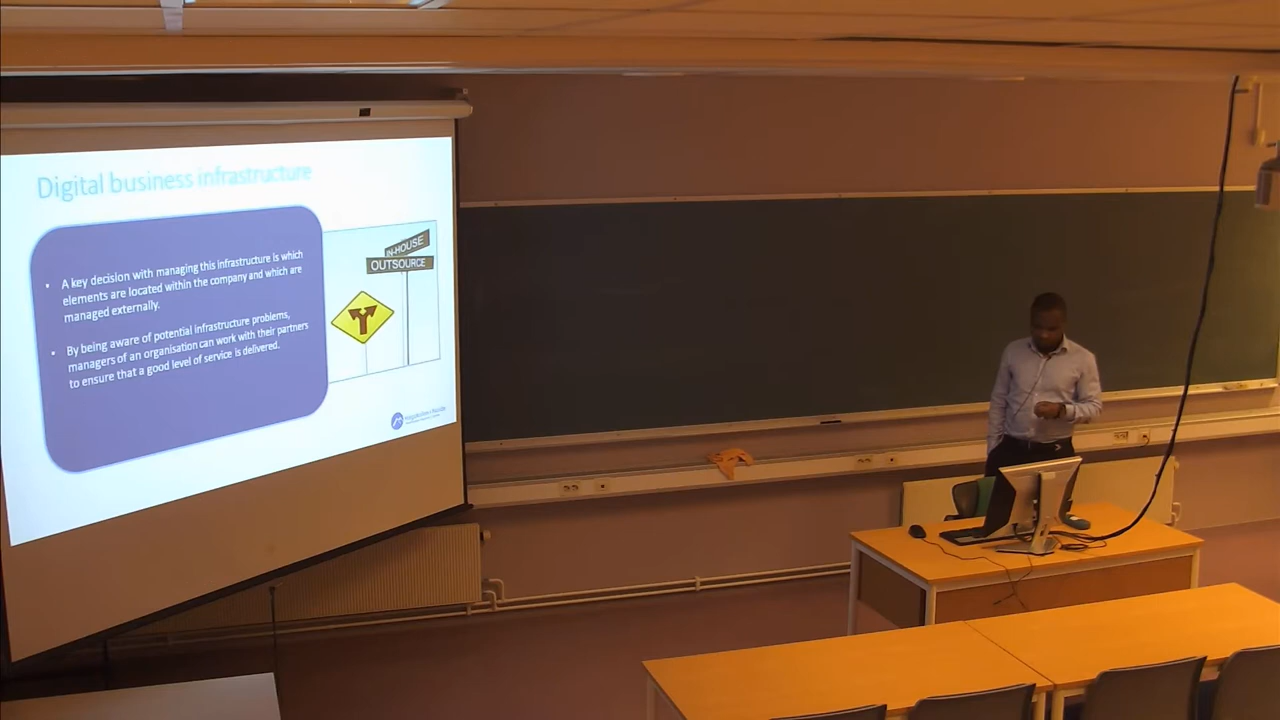 Digital business infrastructure
• A key decision with managing this infrastructure is which
elements are located within the company and which are
managed externally.
• By being aware of potential infrastructure problems,
managers of an organisation can work with their partners
to ensure that a good level of service is delivered.
IN-HOUSE
OUTSOURCE